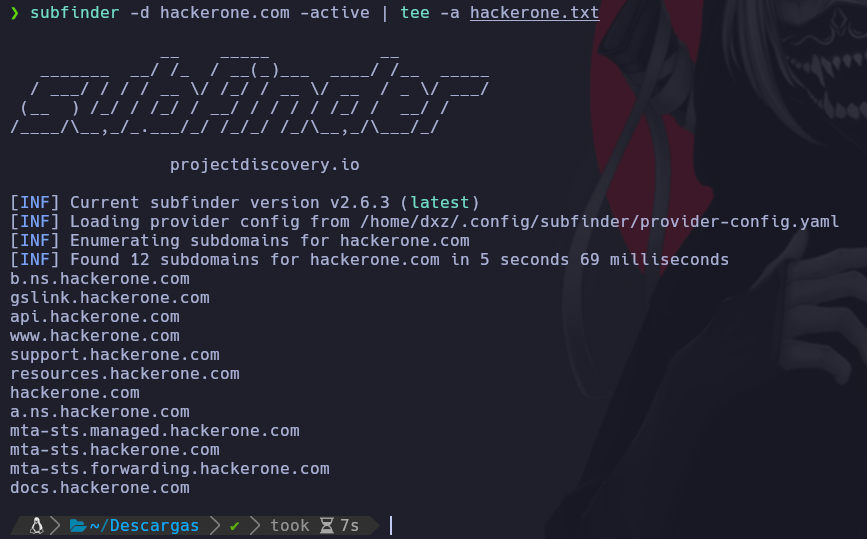 ❯ subfinder -d hackerone.com -active | tee -a hackerone.txt
               __    _____           __
   _______  __/ /_  / __(_)___  ____/ /__  _____
  / ___/ / / / __ \/ /_/ / __ \/ __  / _ \/ ___/
 (__  ) /_/ / /_/ / __/ / / / / /_/ /  __/ /
/____/\__,_/_.___/_/ /_/_/ /_/\__,_/\___/_/
projectdiscovery.io
[INF] Current subfinder version v2.6.3 (latest)
[INF] Loading provider config from /home/dxz/.config/subfinder/provider-config.yaml
[INF] Enumerating subdomains for hackerone.com
[INF] Found 12 subdomains for hackerone.com in 5 seconds 69 milliseconds
b.ns.hackerone.com
gslink.hackerone.com
api.hackerone.com
www.hackerone.com
support.hackerone.com
resources.hackerone.com
hackerone.com
a.ns.hackerone.com
mta-sts.managed.hackerone.com
mta-sts.hackerone.com
mta-sts.forwarding.hackerone.com
docs.hackerone.com
~/Descargas ✔ took 7s